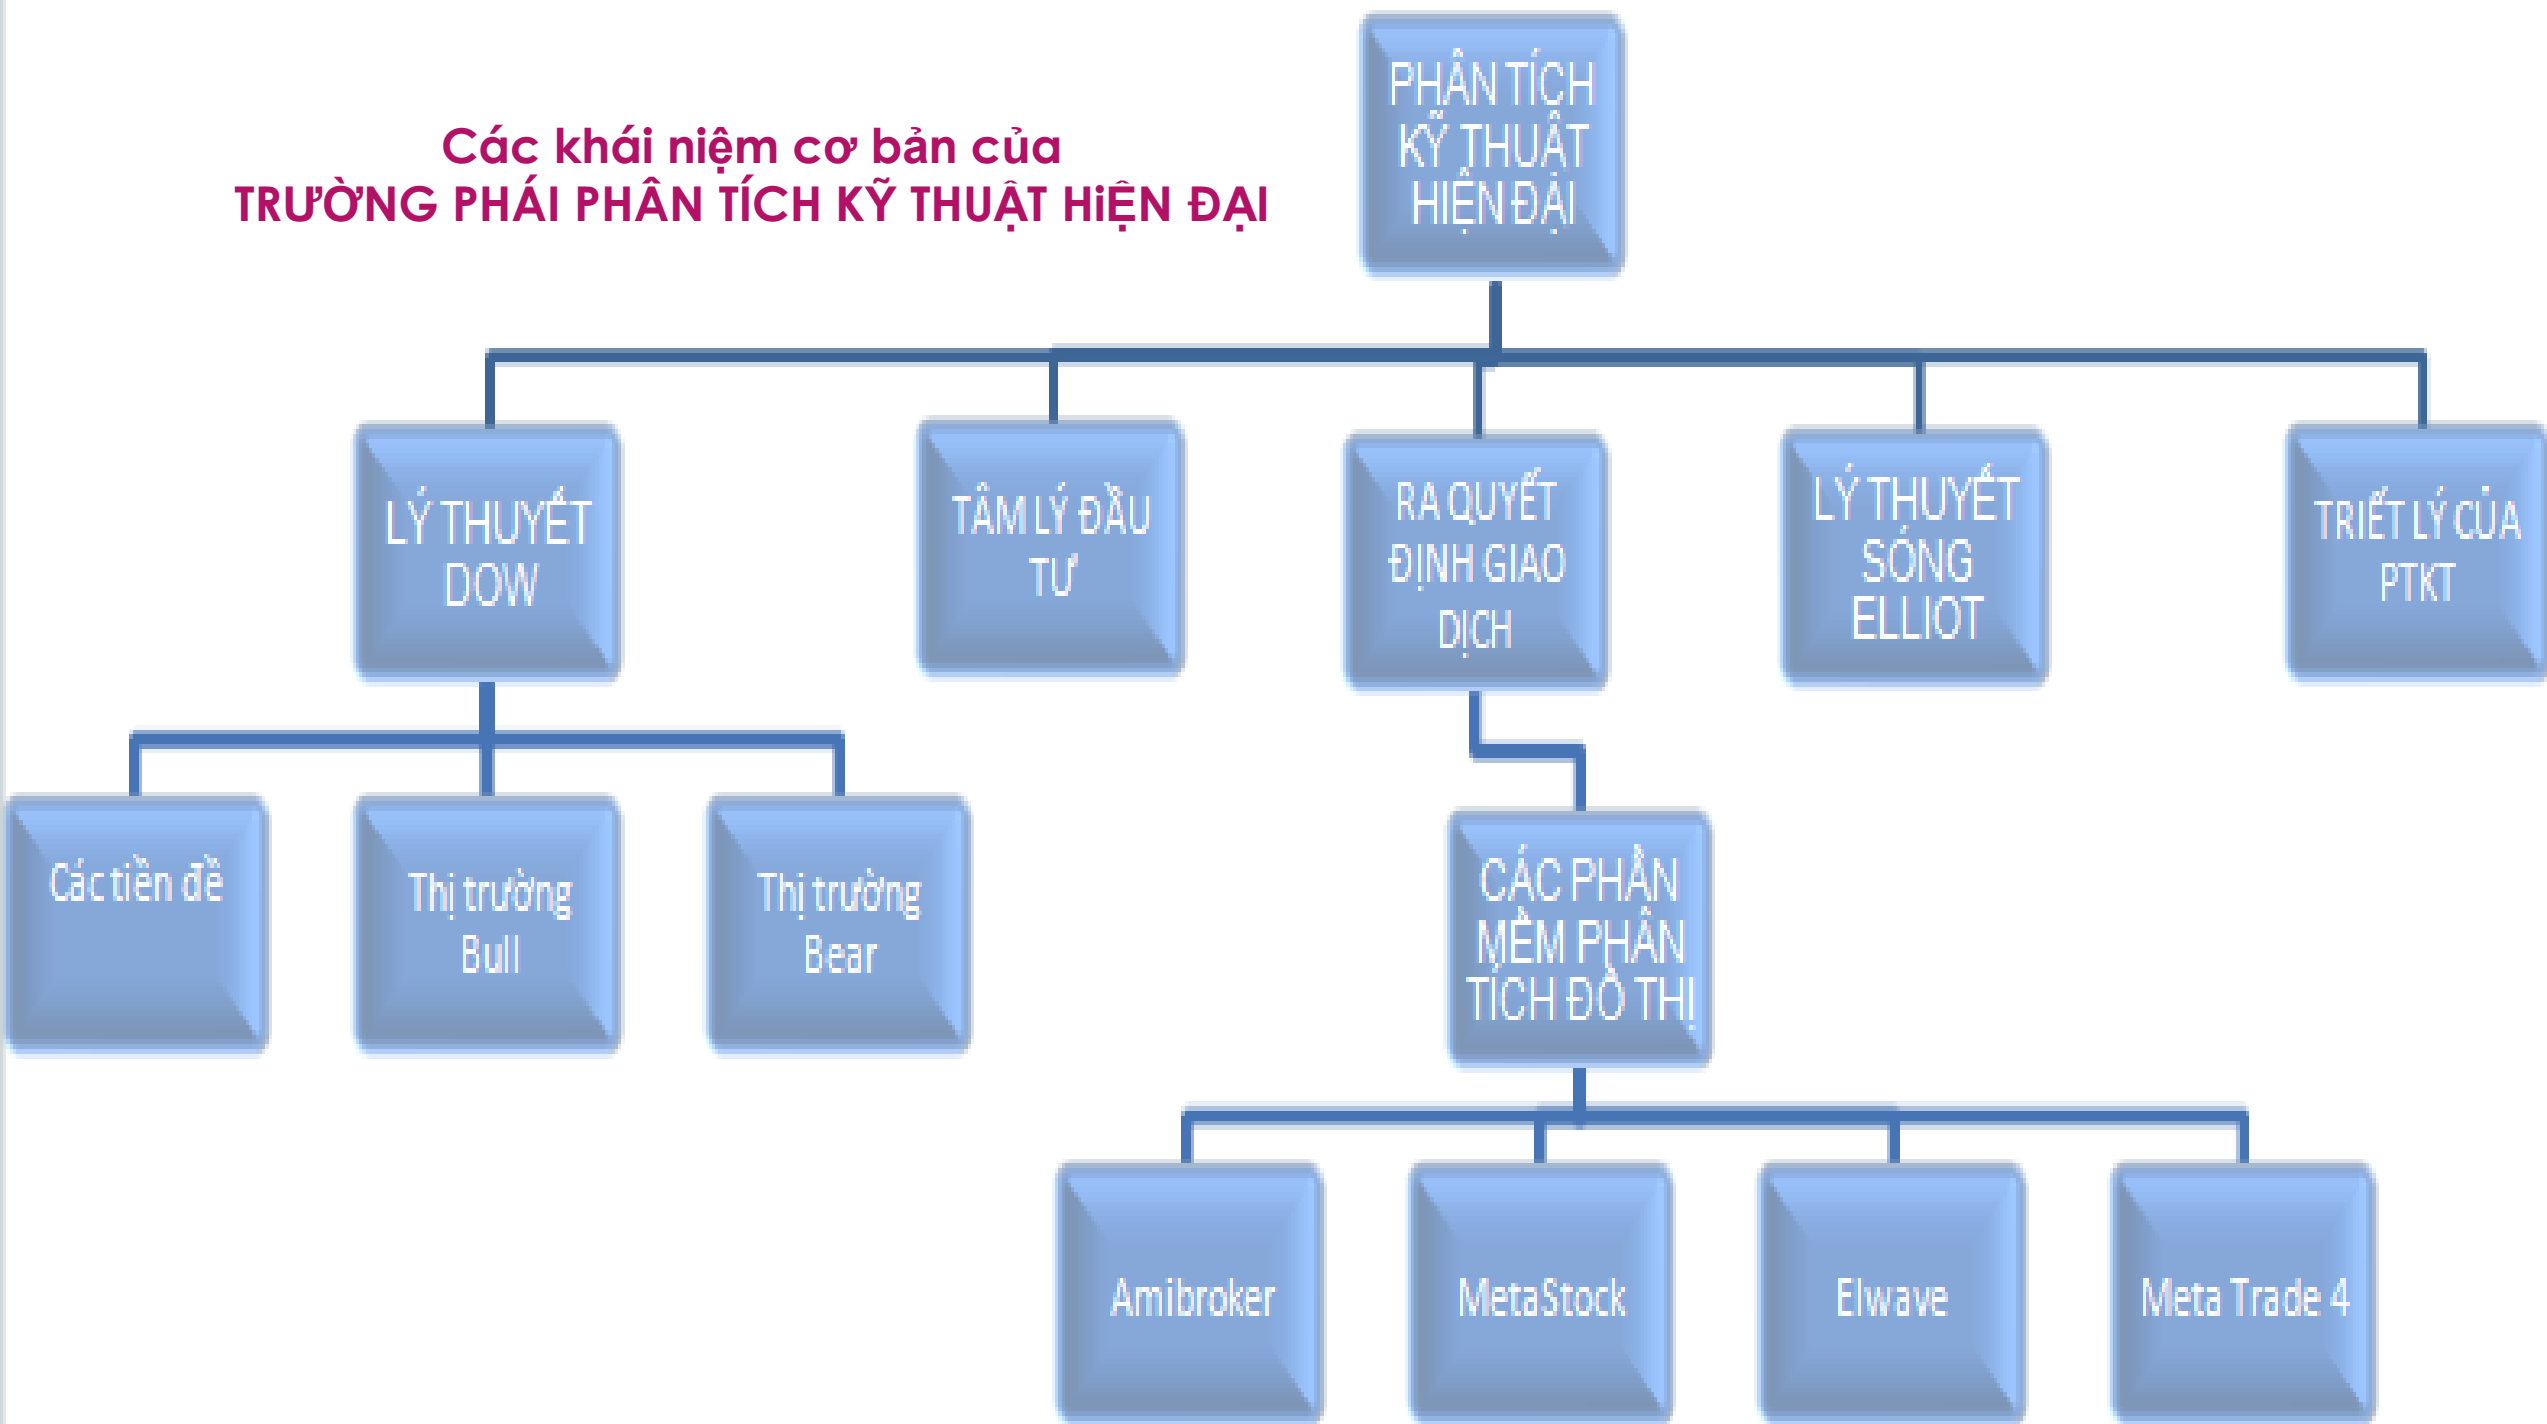 PHÂN TÍCH
KỸ THUẬT
HIỆN ĐẠI
Các khái niệm cơ bản của
TRƯỜNG PHÁI PHÂN TÍCH KỸ THUẬT HiỆN ĐẠI
LÝ THUYẾT
DOW
TÂM LÝ ĐẦU
TƯ
RA QUYẾT
ĐỊNH GIAO
DỊCH
LÝ THUYẾT
SÓNG
ELLIOT
TRIẾT LÝ CỦA
PTKT
Các tiền đề
Thị trường
Bull
Thị trường
Bear
CÁC PHẦN
MỀM PHÂN
TÍCH ĐỒ THỊ
Amibroker
MetaStock
Elwave
Meta Trade 4